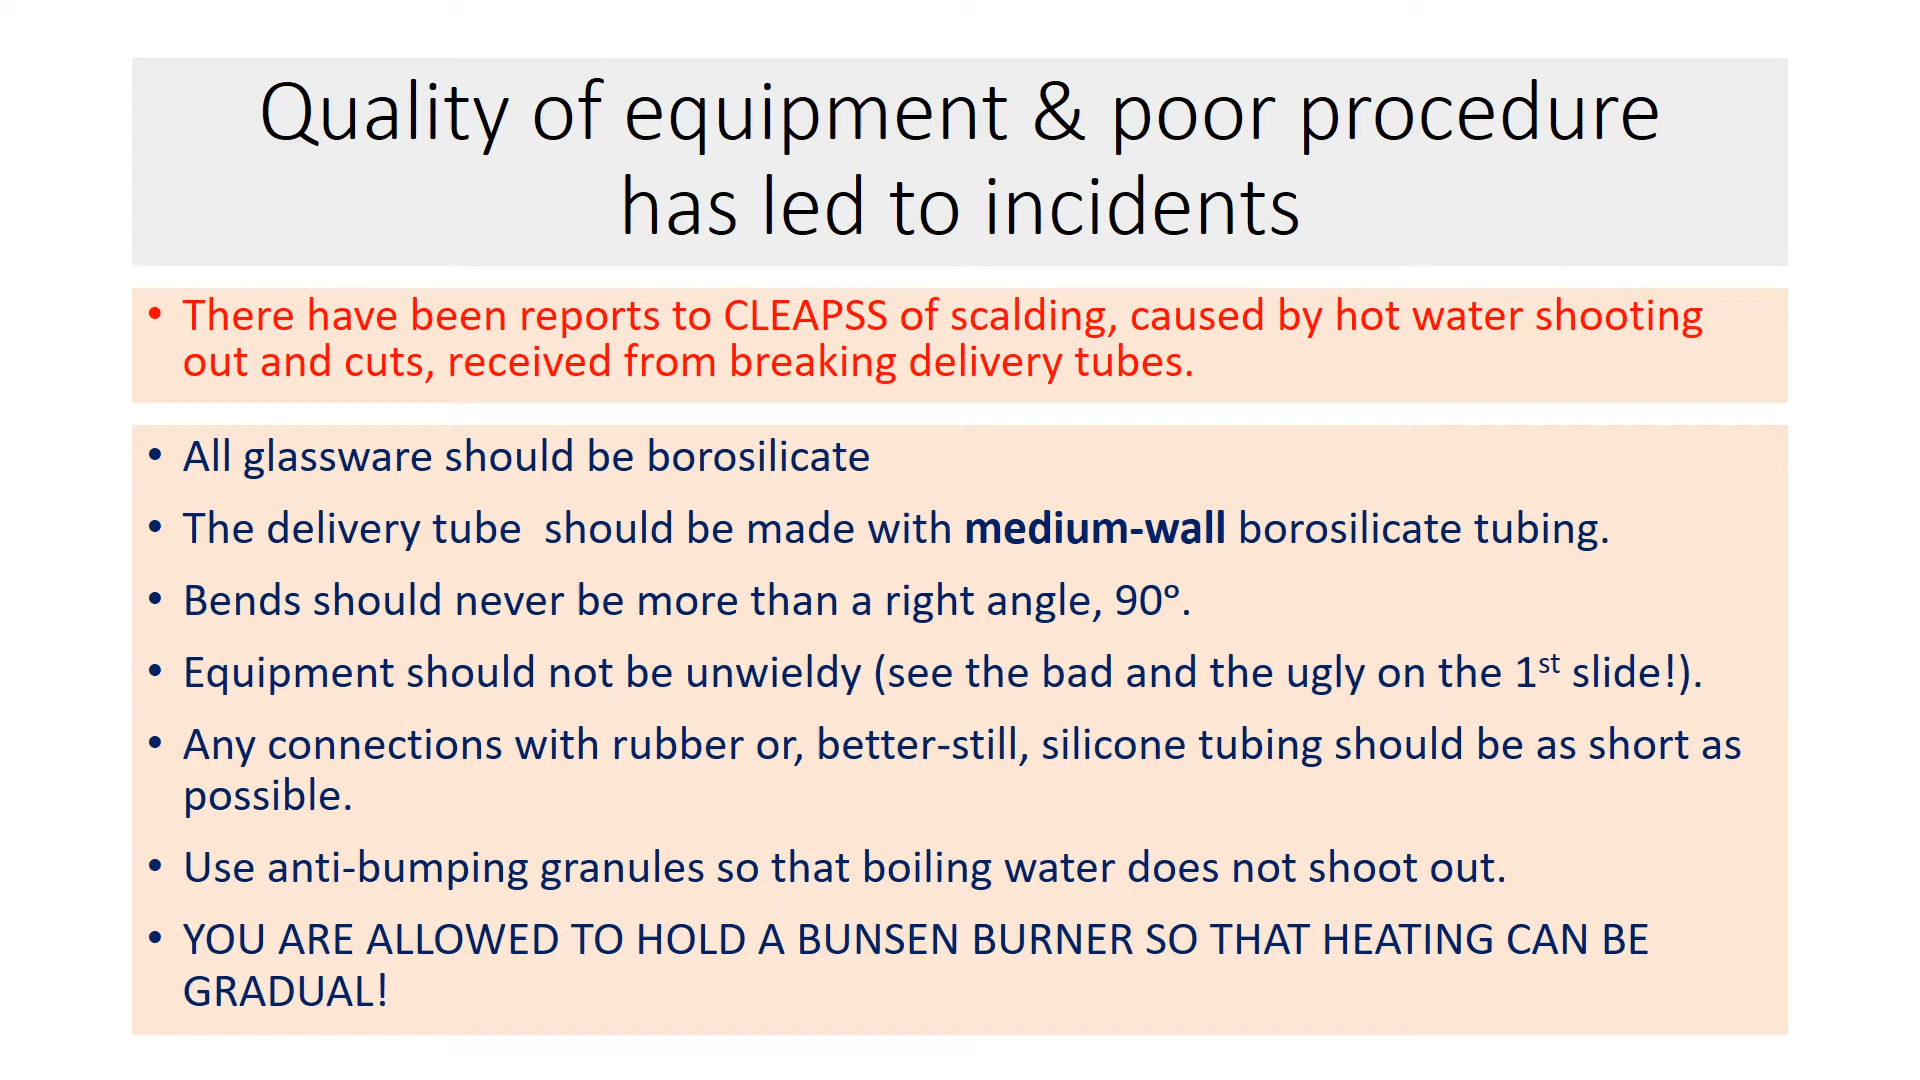 Quality of equipment & poor procedure
has led to incidents
• There have been reports to CLEAPSS of scalding, caused by hot water shooting
out and cuts, received from breaking delivery tubes.
• All glassware should be borosilicate
• The delivery tube  should be made with medium-wall borosilicate tubing.
• Bends should never be more than a right angle, 90º.
• Equipment should not be unwieldy (see the bad and the ugly on the 1st slide!).
• Any connections with rubber or, better-still, silicone tubing should be as short as
possible.
• Use anti-bumping granules so that boiling water does not shoot out.
• YOU ARE ALLOWED TO HOLD A BUNSEN BURNER SO THAT HEATING CAN BE
GRADUAL!